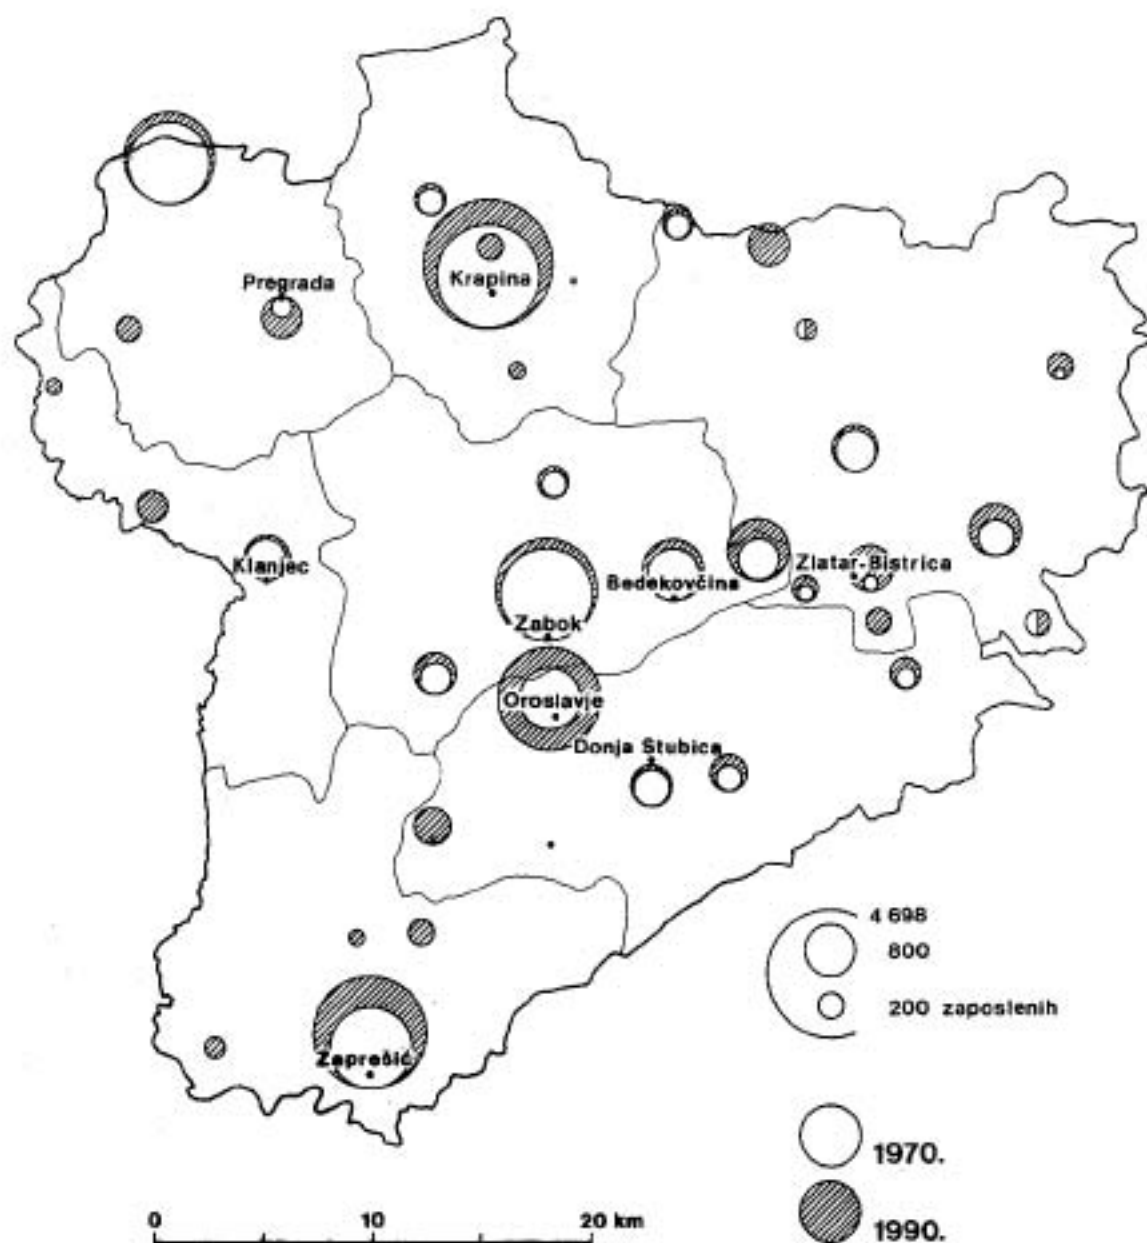 Pregrada
Krapina
Klanjec
Bedekovčina
Zlatar-Bistrica
Zabok
Oroslavje
Donja Stubica
Zaprešić
4 698
800
200 zaposlenih
1970.
1990.
0 10 20 km